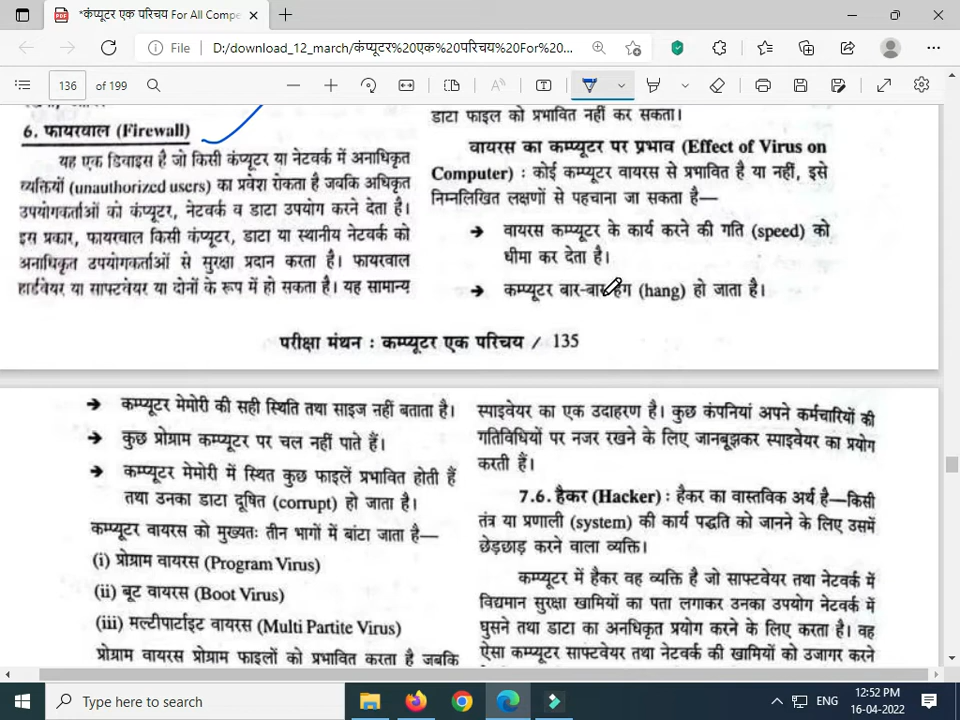 *कंप्यूटर एक परिचय For All Compe
File
D:/download_12_march/कंप्यूटर%20एक%20परिचय%20For%20...
136
of 199
6. फायरवाल (Firewall)
यह एक डिवाइस है जो किसी कंप्यूटर या नेटवर्क में अनाधिकृत
व्यक्तियों (unauthorized users) का प्रवेश रोकता है जबकि अधिकृत
उपयोगकर्ताओं को कंप्यूटर, नेटवर्क व डाटा उपयोग करने देता है।
इस प्रकार, फायरवाल किसी कंप्यूटर, डाटा या स्थानीय नेटवर्क को
अनाधिकृत उपयोगकर्ताओं से सुरक्षा प्रदान करता है। फायरवाल
हार्डवेयर या साफ्टवेयर या दोनों के रूप में हो सकता है। यह सामान्य
डाटा फाइल को प्रभावित नहीं कर सकता।
वायरस का कम्प्यूटर पर प्रभाव (Effect of Virus on
Computer) : कोई कम्प्यूटर वायरस से प्रभावित है या नहीं, इसे
निम्नलिखित लक्षणों से पहचाना जा सकता है—
➔ वायरस कम्प्यूटर के कार्य करने की गति (speed) को
धीमा कर देता है।
➔ कम्प्यूटर बार-बार हैंग (hang) हो जाता है।
परीक्षा मंथन : कम्प्यूटर एक परिचय / 135
➔ कम्प्यूटर मेमोरी की सही स्थिति तथा साइज नहीं बताता है।
➔ कुछ प्रोग्राम कम्प्यूटर पर चल नहीं पाते हैं।
➔ कम्प्यूटर मेमोरी में स्थित कुछ फाइलें प्रभावित होती हैं
तथा उनका डाटा दूषित (corrupt) हो जाता है।
कम्प्यूटर वायरस को मुख्यतः तीन भागों में बांटा जाता है—
(i) प्रोग्राम वायरस (Program Virus)
(ii) बूट वायरस (Boot Virus)
(iii) मल्टीपार्टाइट वायरस (Multi Partite Virus)
प्रोग्राम वायरस प्रोग्राम फाइलों को प्रभावित करता है जबकि
स्पाइवेयर का एक उदाहरण है। कुछ कंपनियां अपने कर्मचारियों की
गतिविधियों पर नजर रखने के लिए जानबूझकर स्पाइवेयर का प्रयोग
करती हैं।
7.6. हैकर (Hacker) : हैकर का वास्तविक अर्थ है—किसी
तंत्र या प्रणाली (system) की कार्य पद्धति को जानने के लिए उसमें
छेड़छाड़ करने वाला व्यक्ति।
कम्प्यूटर में हैकर वह व्यक्ति है जो साफ्टवेयर तथा नेटवर्क में
विद्यमान सुरक्षा खामियों का पता लगाकर उनका उपयोग नेटवर्क में
घुसने तथा डाटा का अनधिकृत प्रयोग करने के लिए करता है। वह
ऐसा कम्प्यूटर साफ्टवेयर तथा नेटवर्क की खामियों को उजागर करने
Type here to search
ENG
12:52 PM
16-04-2022